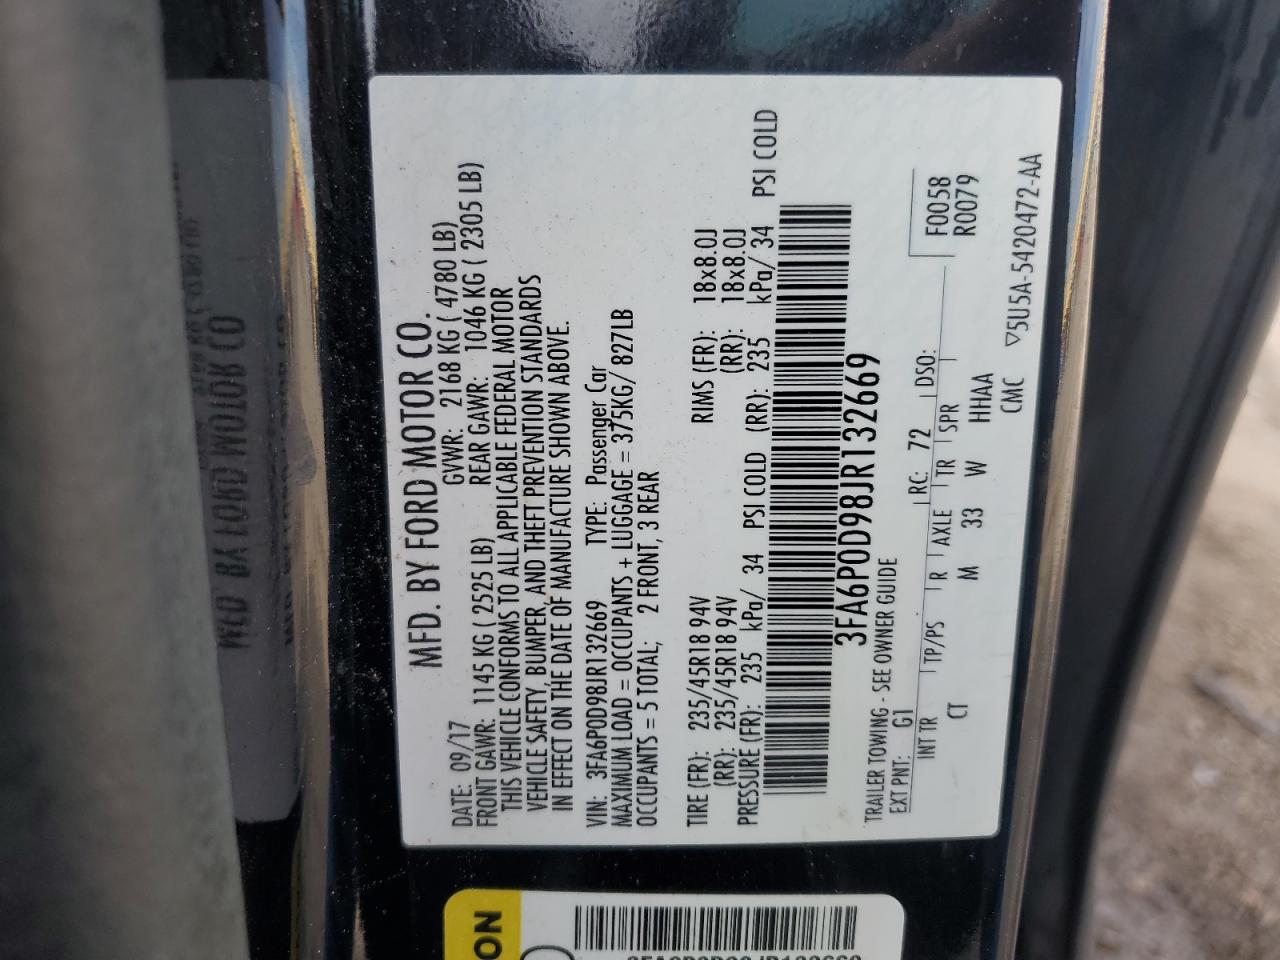 MFD. BY FORD MOTOR CO.
DATE: 09/17 GVWR: 2168 KG ( 4780 LB)
FRONT GAWR: 1145 KG ( 2525 LB) REAR GAWR: 1046 KG ( 2305 LB)
THIS VEHICLE CONFORMS TO ALL APPLICABLE FEDERAL MOTOR
VEHICLE SAFETY, BUMPER, AND THEFT PREVENTION STANDARDS
IN EFFECT ON THE DATE OF MANUFACTURE SHOWN ABOVE.
VIN: 3FA6P0D98JR132669 TYPE: Passenger Car
MAXIMUM LOAD = OCCUPANTS + LUGGAGE = 375KG/ 827LB
OCCUPANTS = 5 TOTAL; 2 FRONT, 3 REAR
TIRE (FR): 235/45R18 94V RIMS (FR): 18x8.0J
(RR): 235/45R18 94V (RR): 18x8.0J
PRESSURE (FR): 235 kPa/ 34 PSI COLD (RR): 235 kPa/ 34 PSI COLD
3FA6P0D98JR132669
TRAILER TOWING - SEE OWNER GUIDE
EXT PNT: G1 RC: 72 DSO: F0058
INT TR TP/PS R AXLE TR SPR R0079
CT M 33 W HHAA
CMC ▽5U5A-5420472-AA
ON